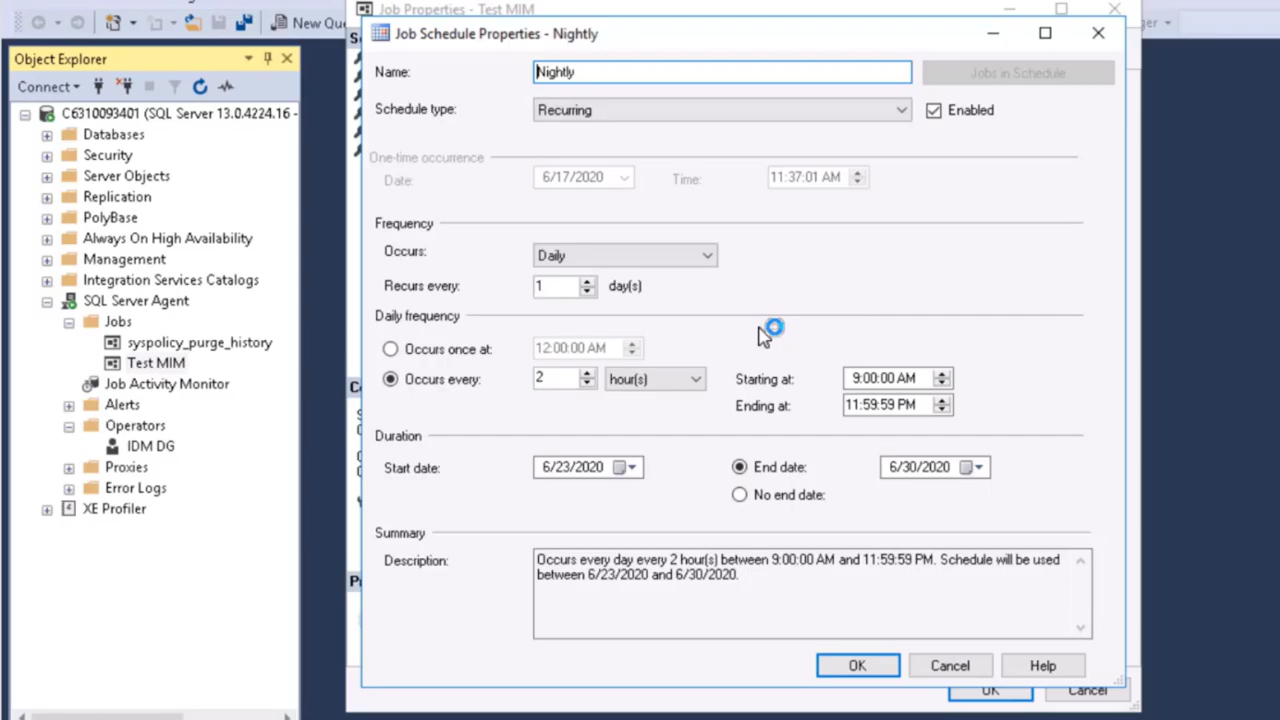 Job Properties - Test MIM
New Qu
Job Schedule Properties - Nightly
Object Explorer
Connect
Name:
Nightly
Jobs in Schedule
Schedule type:
Recurring
Enabled
C6310093401 (SQL Server 13.0.4224.16 -
Databases
Security
Server Objects
Replication
PolyBase
Always On High Availability
Management
Integration Services Catalogs
SQL Server Agent
Jobs
syspolicy_purge_history
Test MIM
Job Activity Monitor
Alerts
Operators
IDM DG
Proxies
Error Logs
XE Profiler
One-time occurrence
Date:
6/17/2020
Time:
11:37:01 AM
Frequency
Occurs:
Daily
Recurs every:
1
day(s)
Daily frequency
Occurs once at:
12:00:00 AM
Occurs every:
2
hour(s)
Starting at:
9:00:00 AM
Ending at:
11:59:59 PM
Duration
Start date:
6/23/2020
End date:
6/30/2020
No end date:
Summary
Description:
Occurs every day every 2 hour(s) between 9:00:00 AM and 11:59:59 PM. Schedule will be used
between 6/23/2020 and 6/30/2020.
OK
Cancel
Help
OK
Cancel